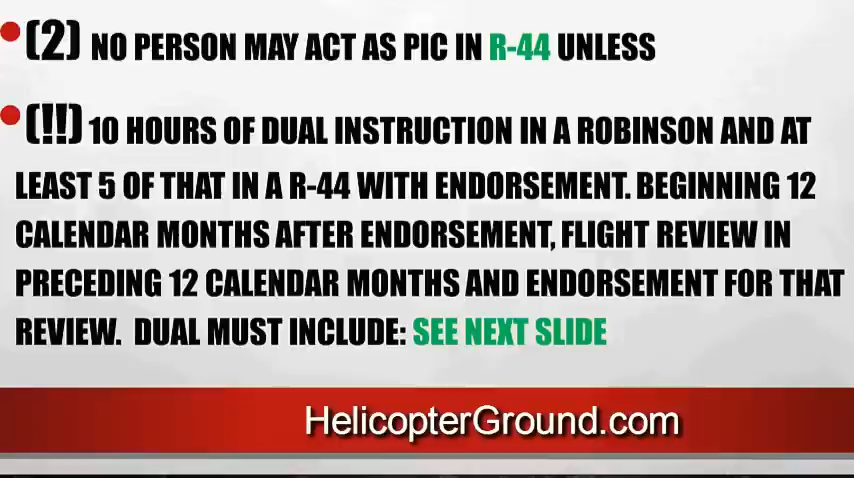 (2) NO PERSON MAY ACT AS PIC IN R-44 UNLESS
(!!) 10 HOURS OF DUAL INSTRUCTION IN A ROBINSON AND AT
LEAST 5 OF THAT IN A R-44 WITH ENDORSEMENT. BEGINNING 12
CALENDAR MONTHS AFTER ENDORSEMENT, FLIGHT REVIEW IN
PRECEDING 12 CALENDAR MONTHS AND ENDORSEMENT FOR THAT
REVIEW. DUAL MUST INCLUDE: SEE NEXT SLIDE
HelicopterGround.com